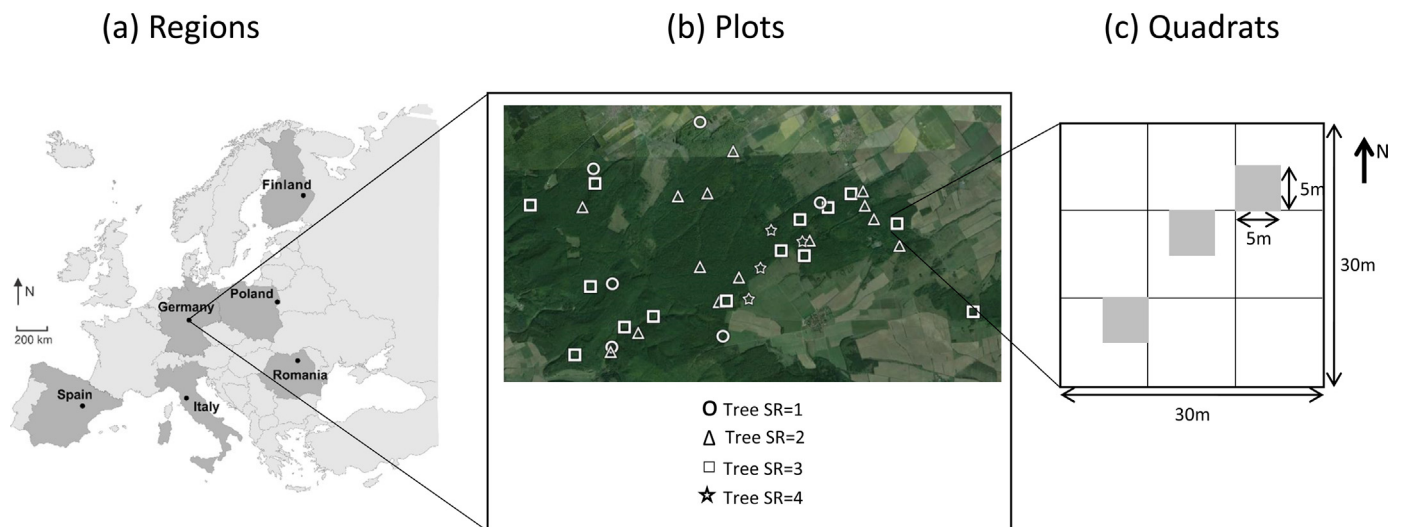 (a) Regions
(b) Plots
(c) Quadrats
Finland
Poland
Germany
Romania
Spain
Italy
N
200 km
Tree SR=1
Tree SR=2
Tree SR=3
Tree SR=4
N
5m
5m
30m
30m